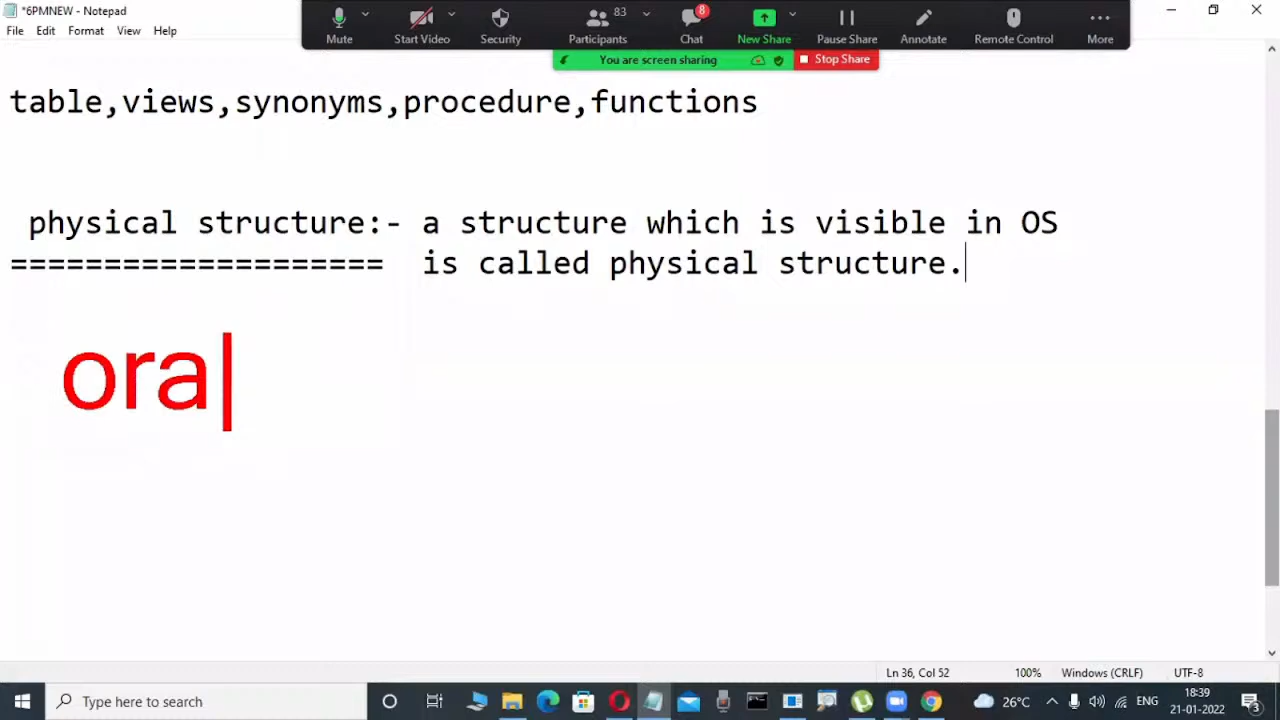 *6PMNEW - Notepad
File Edit Format View Help
Mute Start Video Security Participants 83 Chat 8 New Share Pause Share Annotate Remote Control More
You are screen sharing Stop Share
table,views,synonyms,procedure,functions
physical structure:- a structure which is visible in OS
==================== is called physical structure.
ora
Ln 36, Col 52 100% Windows (CRLF) UTF-8
Type here to search
26°C ENG 18:39
21-01-2022 3